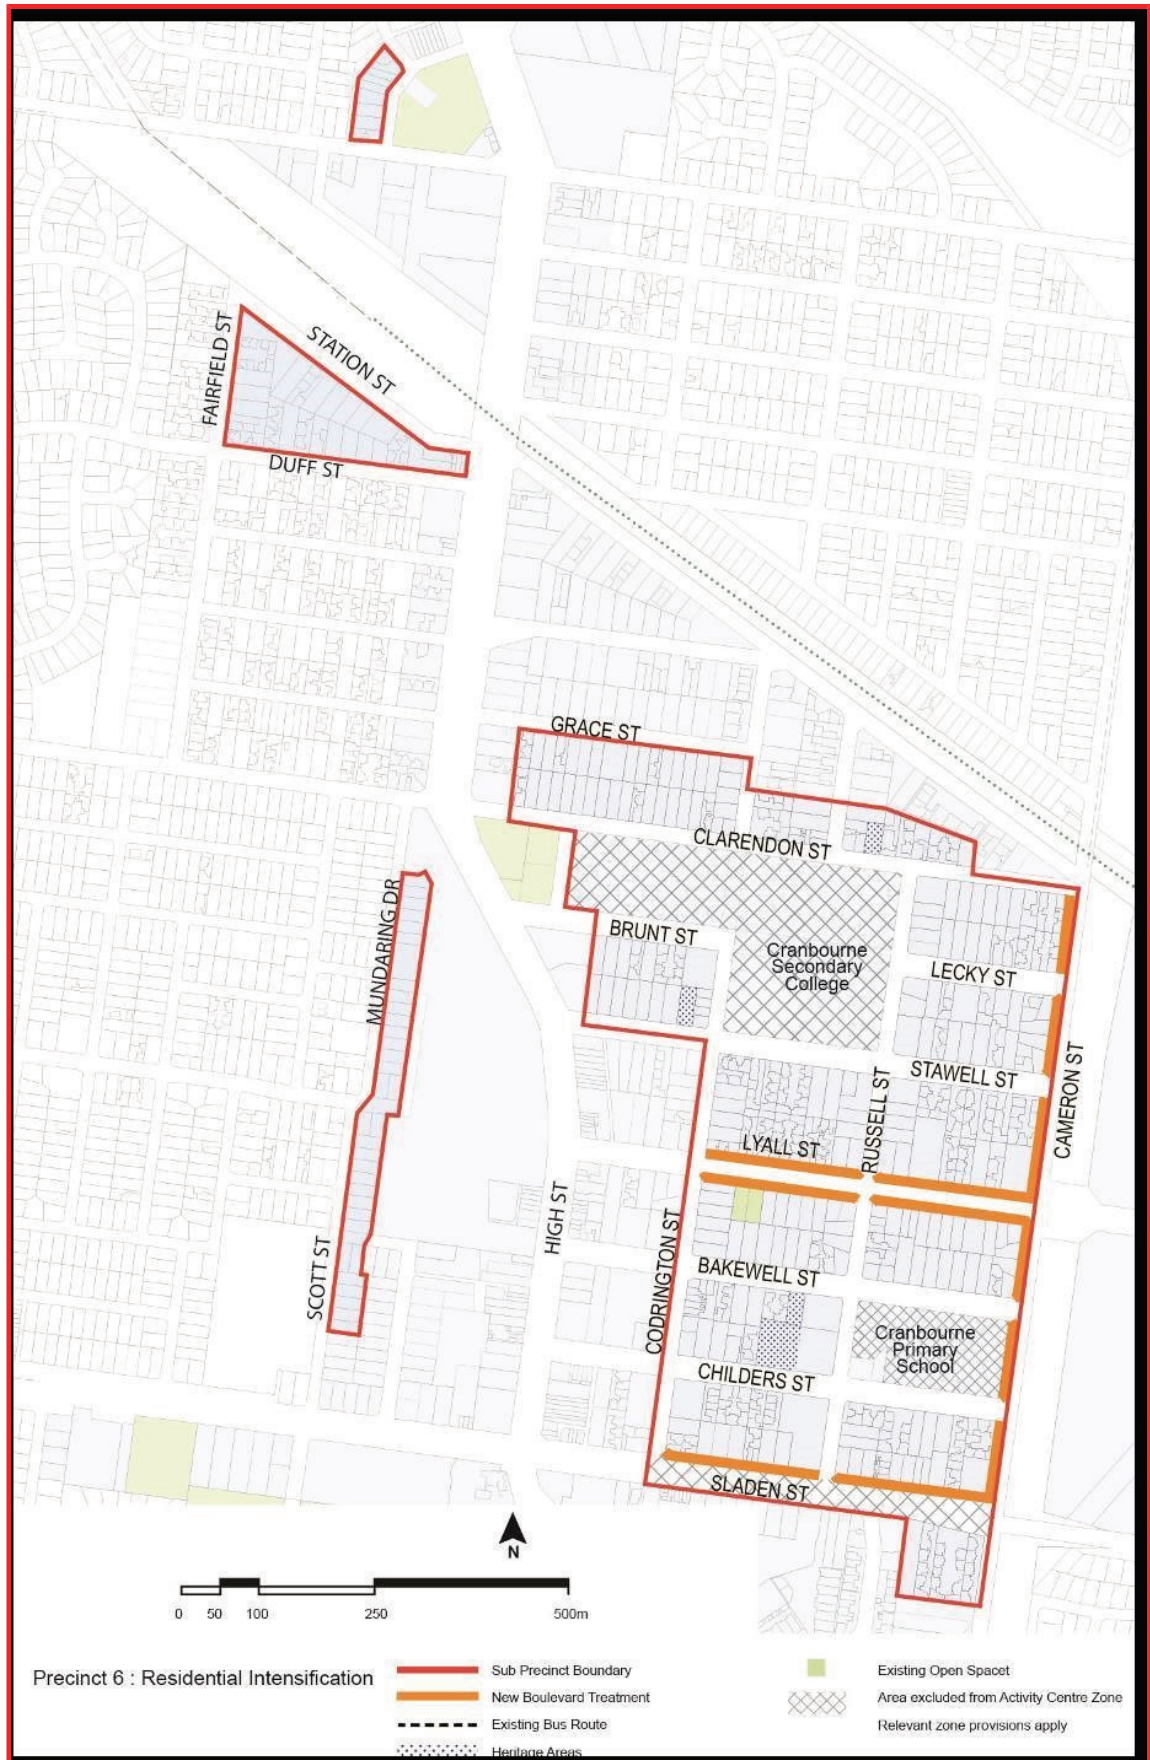 FAIRFIELD ST
STATION ST
DUFF ST
GRACE ST
CLARENDON ST
MUNDARING DR
BRUNT ST
Cranbourne
Secondary
College
LECKY ST
STAWELL ST
CAMERON ST
RUSSELL ST
LYALL ST
HIGH ST
SCOTT ST
CODRINGTON ST
BAKEWELL ST
Cranbourne
Primary
School
CHILDERS ST
SLADEN ST
N
0 50 100 250 500m
Precinct 6 : Residential Intensification
Sub Precinct Boundary
New Boulevard Treatment
Existing Bus Route
Heritage Areas
Existing Open Spacet
Area excluded from Activity Centre Zone
Relevant zone provisions apply